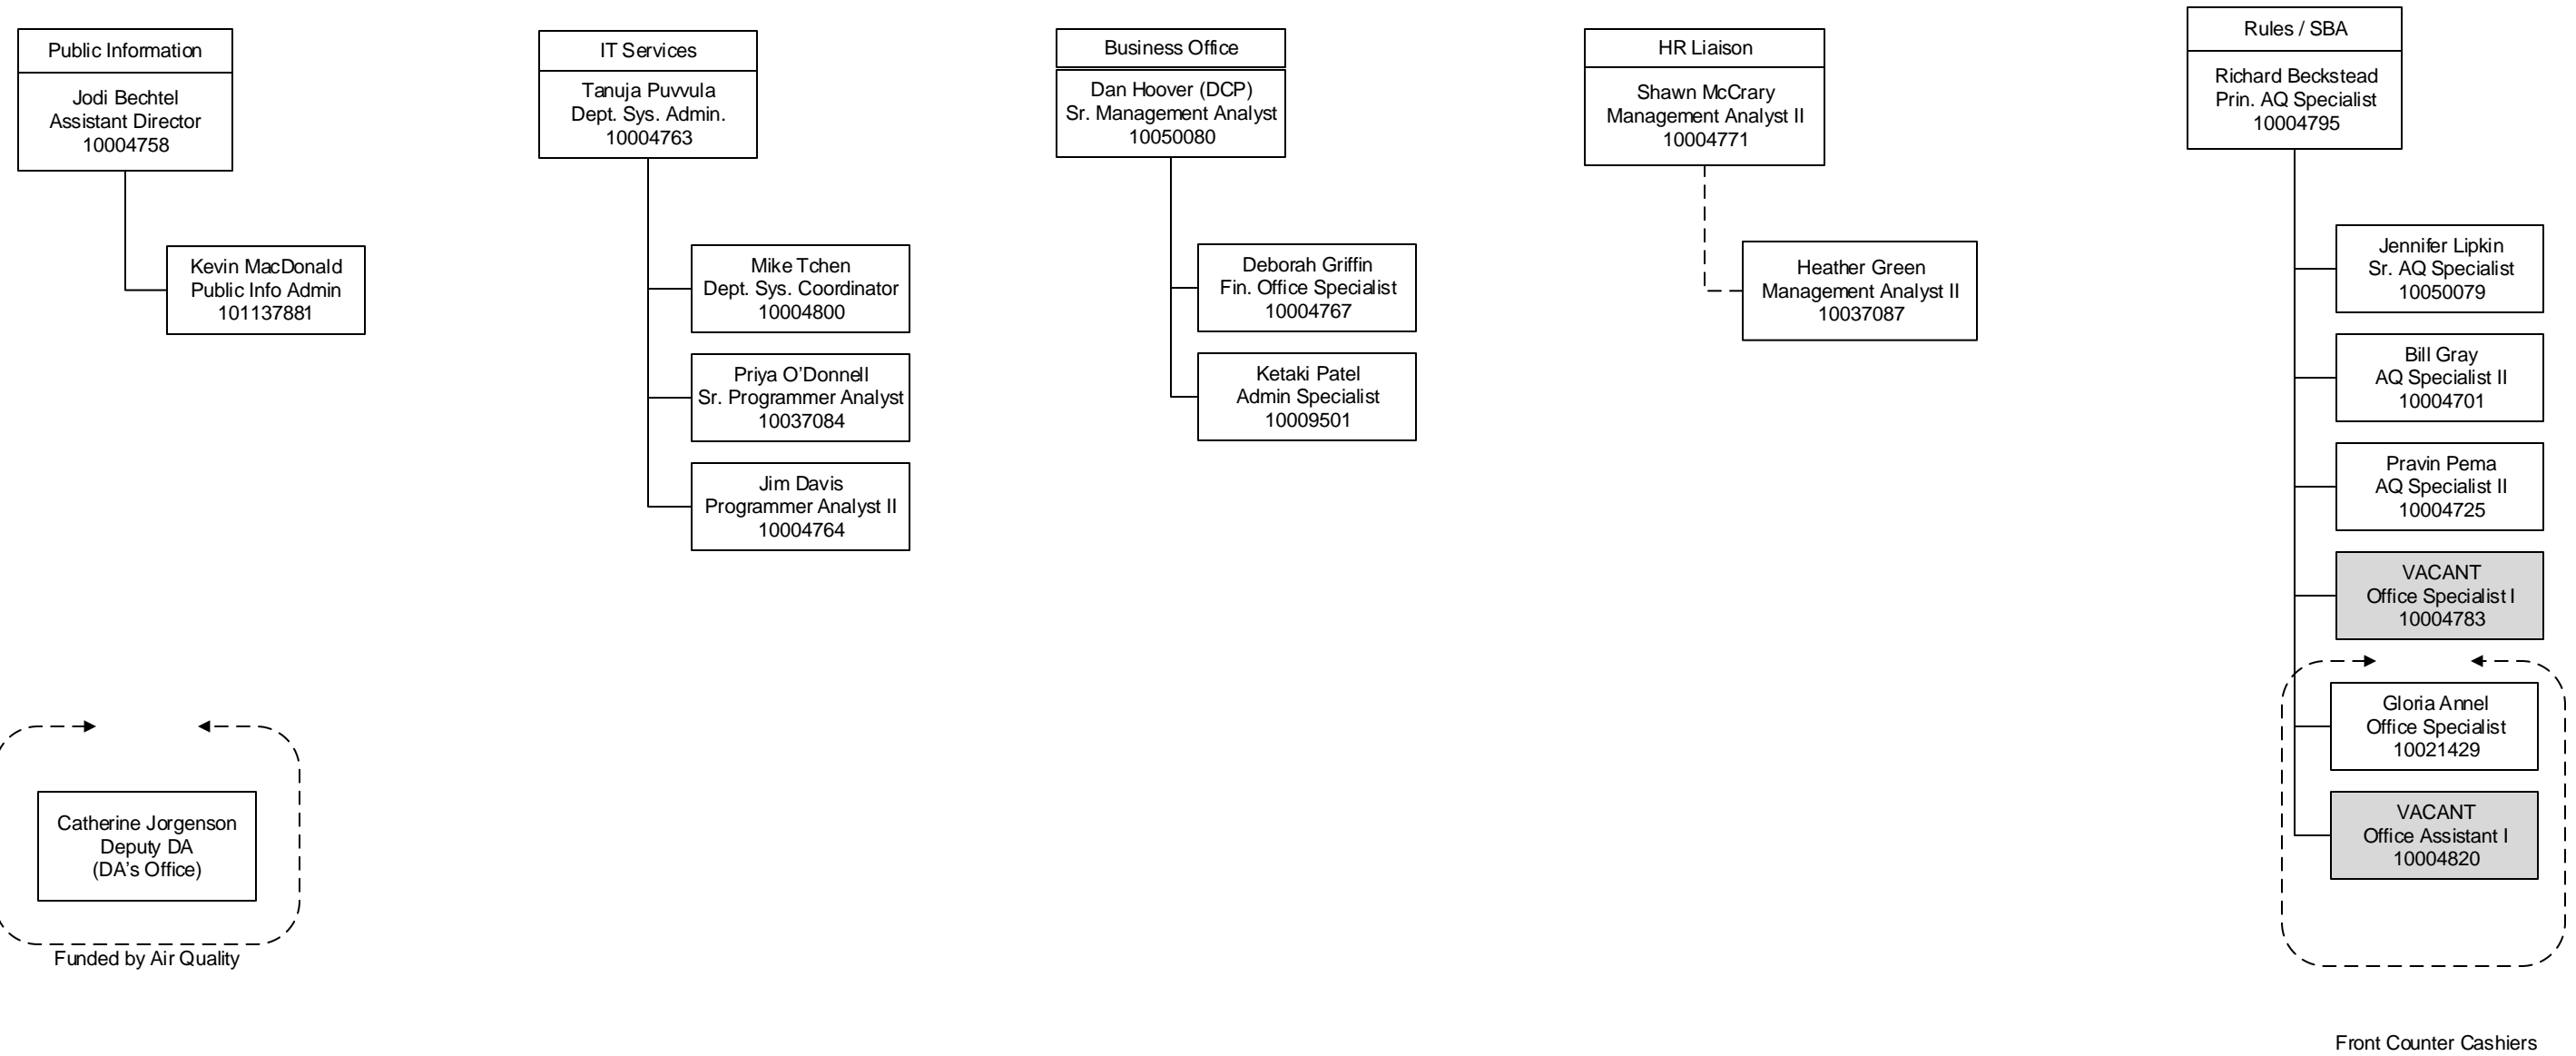 Public Information
Jodi Bechtel
Assistant Director
10004758
Kevin MacDonald
Public Info Admin
101137881
IT Services
Tanuja Puvvula
Dept. Sys. Admin.
10004763
Mike Tchen
Dept. Sys. Coordinator
10004800
Priya O’Donnell
Sr. Programmer Analyst
10037084
Jim Davis
Programmer Analyst II
10004764
Business Office
Dan Hoover (DCP)
Sr. Management Analyst
10050080
Deborah Griffin
Fin. Office Specialist
10004767
Ketaki Patel
Admin Specialist
10009501
HR Liaison
Shawn McCrary
Management Analyst II
10004771
Heather Green
Management Analyst II
10037087
Rules / SBA
Richard Beckstead
Prin. AQ Specialist
10004795
Jennifer Lipkin
Sr. AQ Specialist
10050079
Bill Gray
AQ Specialist II
10004701
Pravin Pema
AQ Specialist II
10004725
VACANT
Office Specialist I
10004783
Gloria Annel
Office Specialist
10021429
VACANT
Office Assistant I
10004820
Front Counter Cashiers
Catherine Jorgenson
Deputy DA
(DA’s Office)
Funded by Air Quality